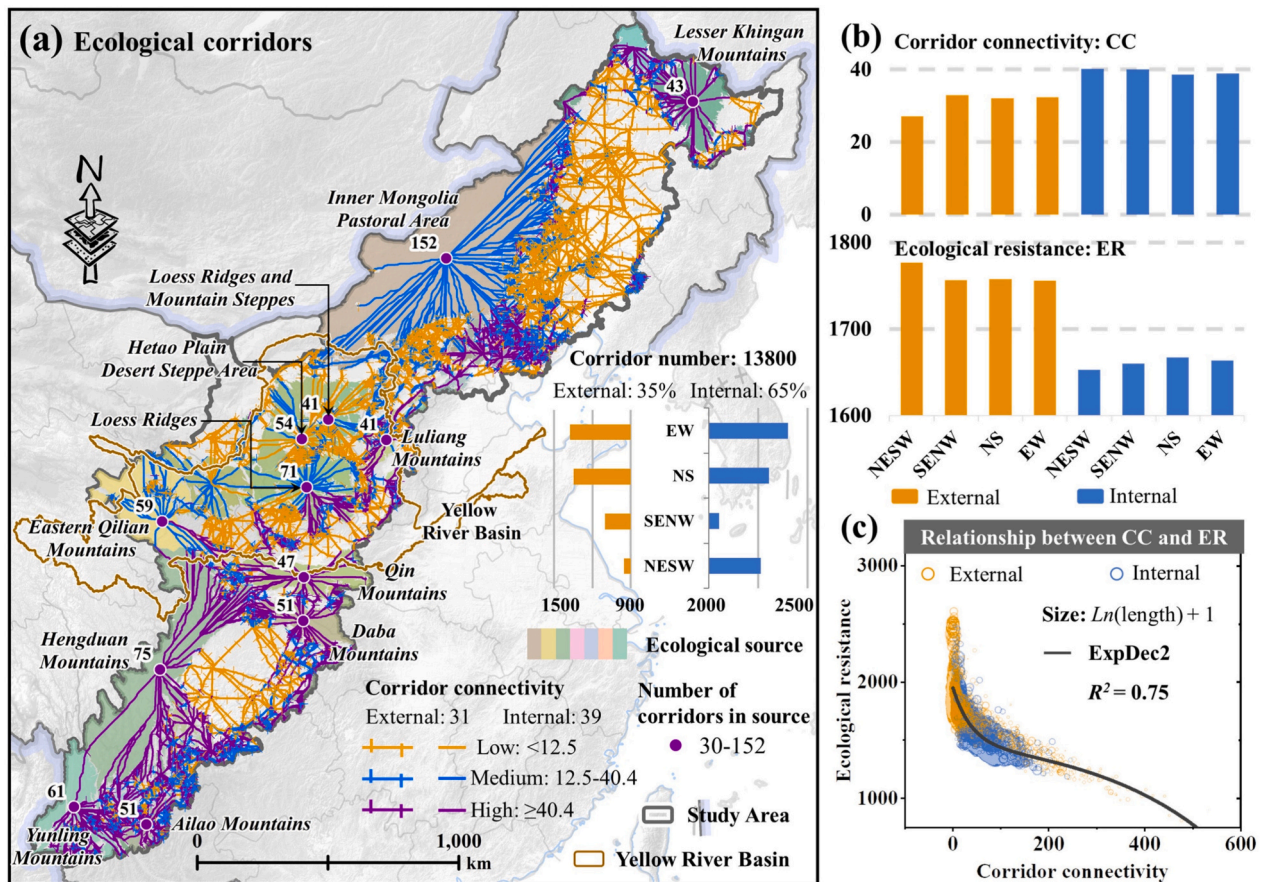 (a) Ecological corridors
Lesser Khingan
Mountains
43
N
Inner Mongolia
Pastoral Area
152
Loess Ridges and
Mountain Steppes
Hetao Plain
Desert Steppe Area
Loess Ridges
41
54
41
Luliang
Mountains
71
59
Eastern Qilian
Mountains
Yellow
River Basin
47
Qin
Mountains
51
Daba
Mountains
Hengduan
Mountains
75
61
51
Yunling
Mountains
Ailao Mountains
0 1,000
km
Corridor number: 13800
External: 35% Internal: 65%
EW
NS
SENW
NESW
1500 900 2000 2500
Ecological source
Corridor connectivity
External: 31 Internal: 39
Low: <12.5
Medium: 12.5-40.4
High: ≥40.4
Number of
corridors in source
30-152
Study Area
Yellow River Basin
(b)
Corridor connectivity: CC
40
20
0
1800
Ecological resistance: ER
1700
1600
NESW SENW NS EW NESW SENW NS EW
External Internal
(c) Relationship between CC and ER
External Internal
Size: Ln(length) + 1
ExpDec2
R² = 0.75
Ecological resistance
3000
2000
1000
0 200 400 600
Corridor connectivity